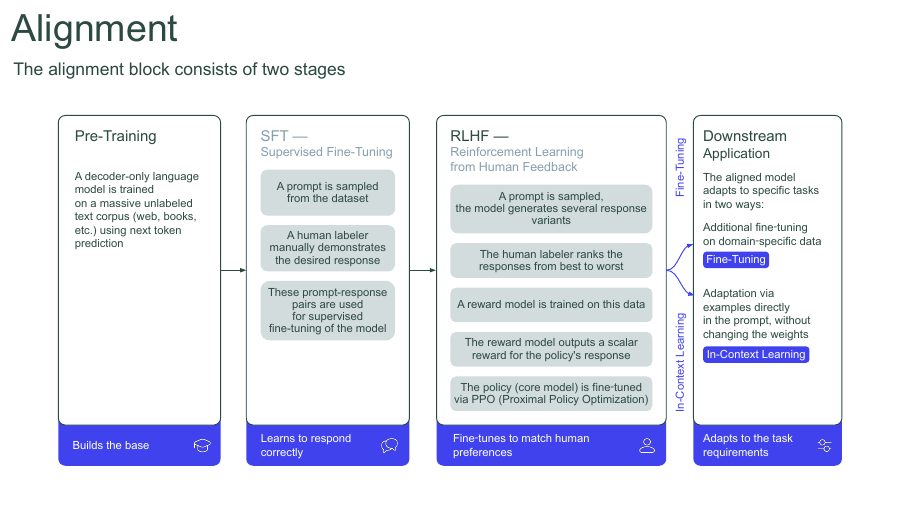 Alignment
The alignment block consists of two stages
Pre-Training
A decoder-only language
model is trained
on a massive unlabeled
text corpus (web, books,
etc.) using next token
prediction
Builds the base
SFT —
Supervised Fine-Tuning
A prompt is sampled
from the dataset
A human labeler
manually demonstrates
the desired response
These prompt-response
pairs are used
for supervised
fine-tuning of the model
Learns to respond
correctly
RLHF —
Reinforcement Learning
from Human Feedback
A prompt is sampled,
the model generates several response
variants
The human labeler ranks the
responses from best to worst
A reward model is trained on this data
The reward model outputs a scalar
reward for the policy's response
The policy (core model) is fine-tuned
via PPO (Proximal Policy Optimization)
Fine-tunes to match human
preferences
Fine-Tuning
In-Context Learning
Downstream
Application
The aligned model
adapts to specific tasks
in two ways:
Additional fine-tuning
on domain-specific data
Fine-Tuning
Adaptation via
examples directly
in the prompt, without
changing the weights
In-Context Learning
Adapts to the task
requirements